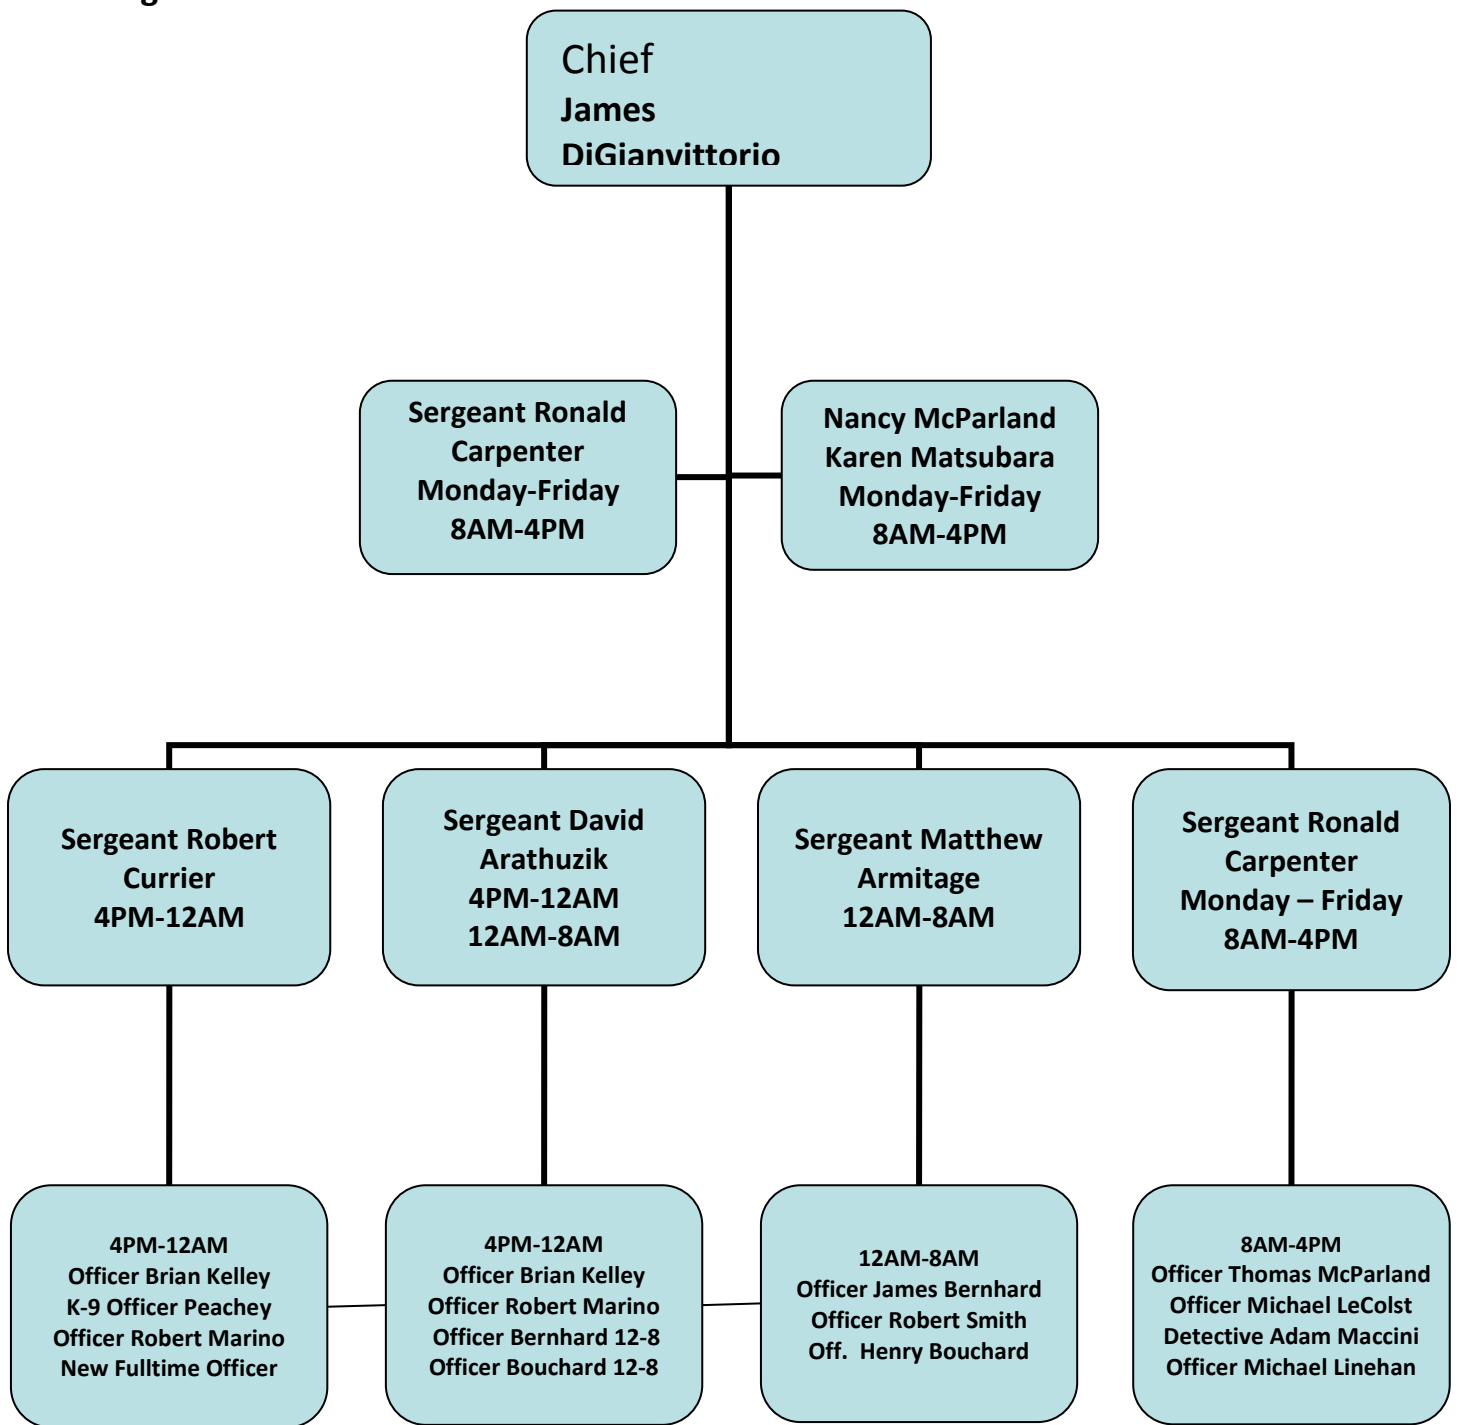 Chief
James
DiGianvittorio
Sergeant Ronald
Carpenter
Monday-Friday
8AM-4PM
Nancy McParland
Karen Matsubara
Monday-Friday
8AM-4PM
Sergeant Robert
Currier
4PM-12AM
Sergeant David
Arathuzik
4PM-12AM
12AM-8AM
Sergeant Matthew
Armitage
12AM-8AM
Sergeant Ronald
Carpenter
Monday – Friday
8AM-4PM
4PM-12AM
Officer Brian Kelley
K-9 Officer Peachey
Officer Robert Marino
New Fulltime Officer
4PM-12AM
Officer Brian Kelley
Officer Robert Marino
Officer Bernhard 12-8
Officer Bouchard 12-8
12AM-8AM
Officer James Bernhard
Officer Robert Smith
Off.  Henry Bouchard
8AM-4PM
Officer Thomas McParland
Officer Michael LeColst
Detective Adam Maccini
Officer Michael Linehan